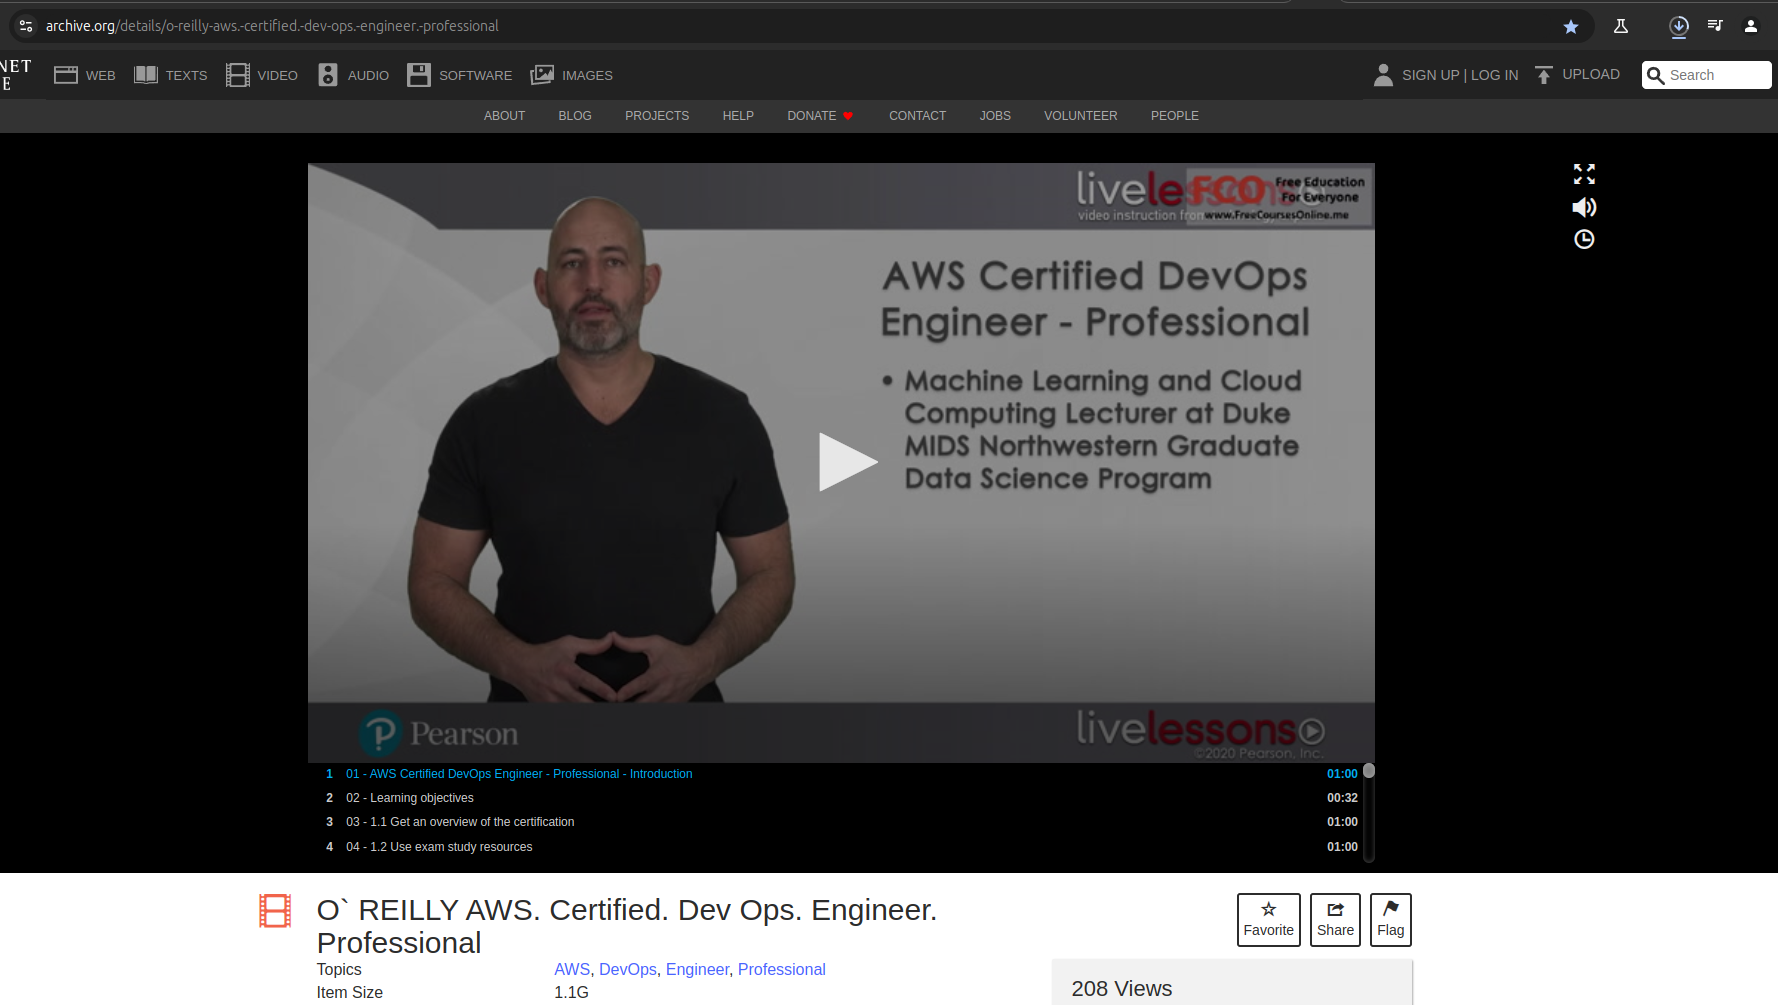 archive.org/details/o-reilly-aws.-certified.-dev-ops.-engineer.-professional
NET
E
WEB
TEXTS
VIDEO
AUDIO
SOFTWARE
IMAGES
SIGN UP | LOG IN
UPLOAD
Search
ABOUT
BLOG
PROJECTS
HELP
DONATE
CONTACT
JOBS
VOLUNTEER
PEOPLE
livelessons
video instruction from
FCO
Free Education
For Everyone
www.FreeCoursesOnline.me
AWS Certified DevOps
Engineer - Professional
• Machine Learning and Cloud
Computing Lecturer at Duke
MIDS Northwestern Graduate
Data Science Program
Pearson
livelessons
©2020 Pearson, Inc.
1 01 - AWS Certified DevOps Engineer - Professional - Introduction 01:00
2 02 - Learning objectives 00:32
3 03 - 1.1 Get an overview of the certification 01:00
4 04 - 1.2 Use exam study resources 01:00
O` REILLY AWS. Certified. Dev Ops. Engineer.
Professional
Favorite
Share
Flag
Topics AWS, DevOps, Engineer, Professional
Item Size 1.1G
208 Views